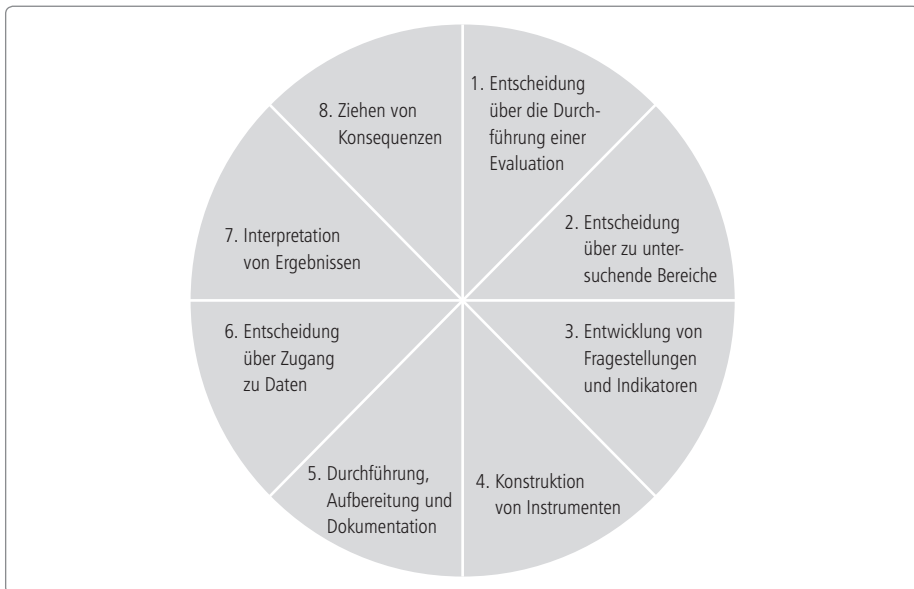 1. Entscheidung
über die Durch-
führung einer
Evaluation
2. Entscheidung
über zu unter-
suchende Bereiche
3. Entwicklung von
Fragestellungen
und Indikatoren
4. Konstruktion
von Instrumenten
5. Durchführung,
Aufbereitung und
Dokumentation
6. Entscheidung
über Zugang
zu Daten
7. Interpretation
von Ergebnissen
8. Ziehen von
Konsequenzen